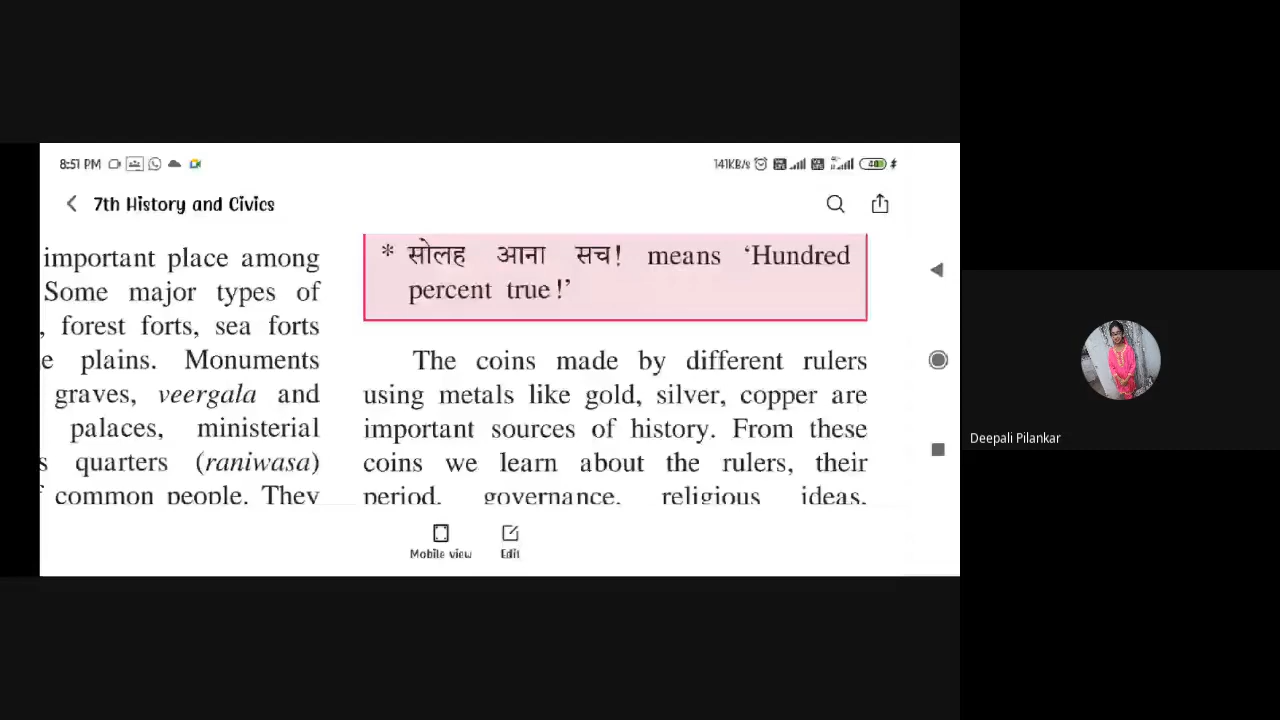 8:51 PM
141KB/s
40
7th History and Civics
important place among
Some major types of
, forest forts, sea forts
e plains. Monuments
graves, veergala and
palaces, ministerial
s quarters (raniwasa)
common people. They
* सोलह आना सच! means ‘Hundred
percent true!’
The coins made by different rulers
using metals like gold, silver, copper are
important sources of history. From these
coins we learn about the rulers, their
period, governance, religious ideas,
Mobile view
Edit
Deepali Pilankar